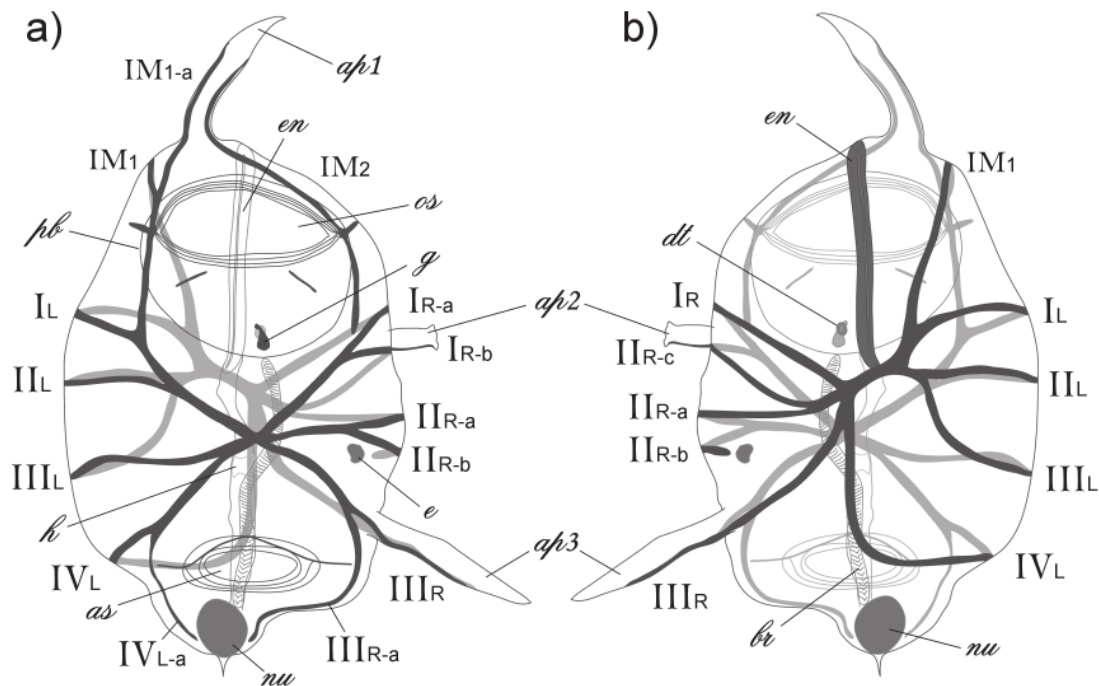 a)
ap1
IM1-a
en
IM1
IM2
os
pb
g
IL
IR-a
ap2
IR-b
IIL
IIR-a
IIR-b
IIIL
e
h
ap3
IVL
IIIR
as
IVL-a
IIIR-a
nu
b)
en
IM1
dt
IR
IL
IIR-c
IIL
IIR-a
IIR-b
IIIL
IVL
IIIR
br
nu